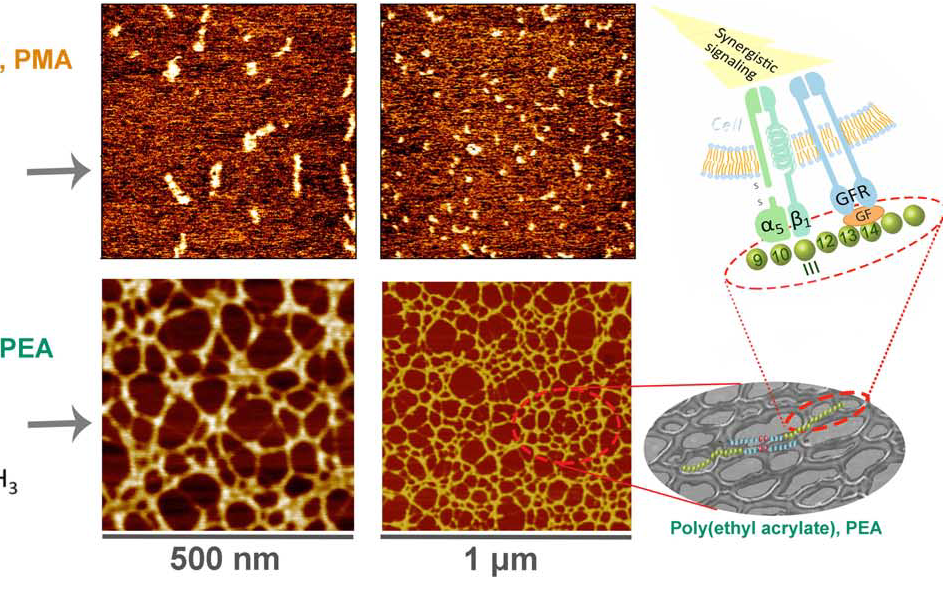 , PMA
Synergistic
signaling
Cell
s
s
GFR
GF
α5 β1
9 10 12 13 14
III
PEA
H3
500 nm
1 μm
Poly(ethyl acrylate), PEA